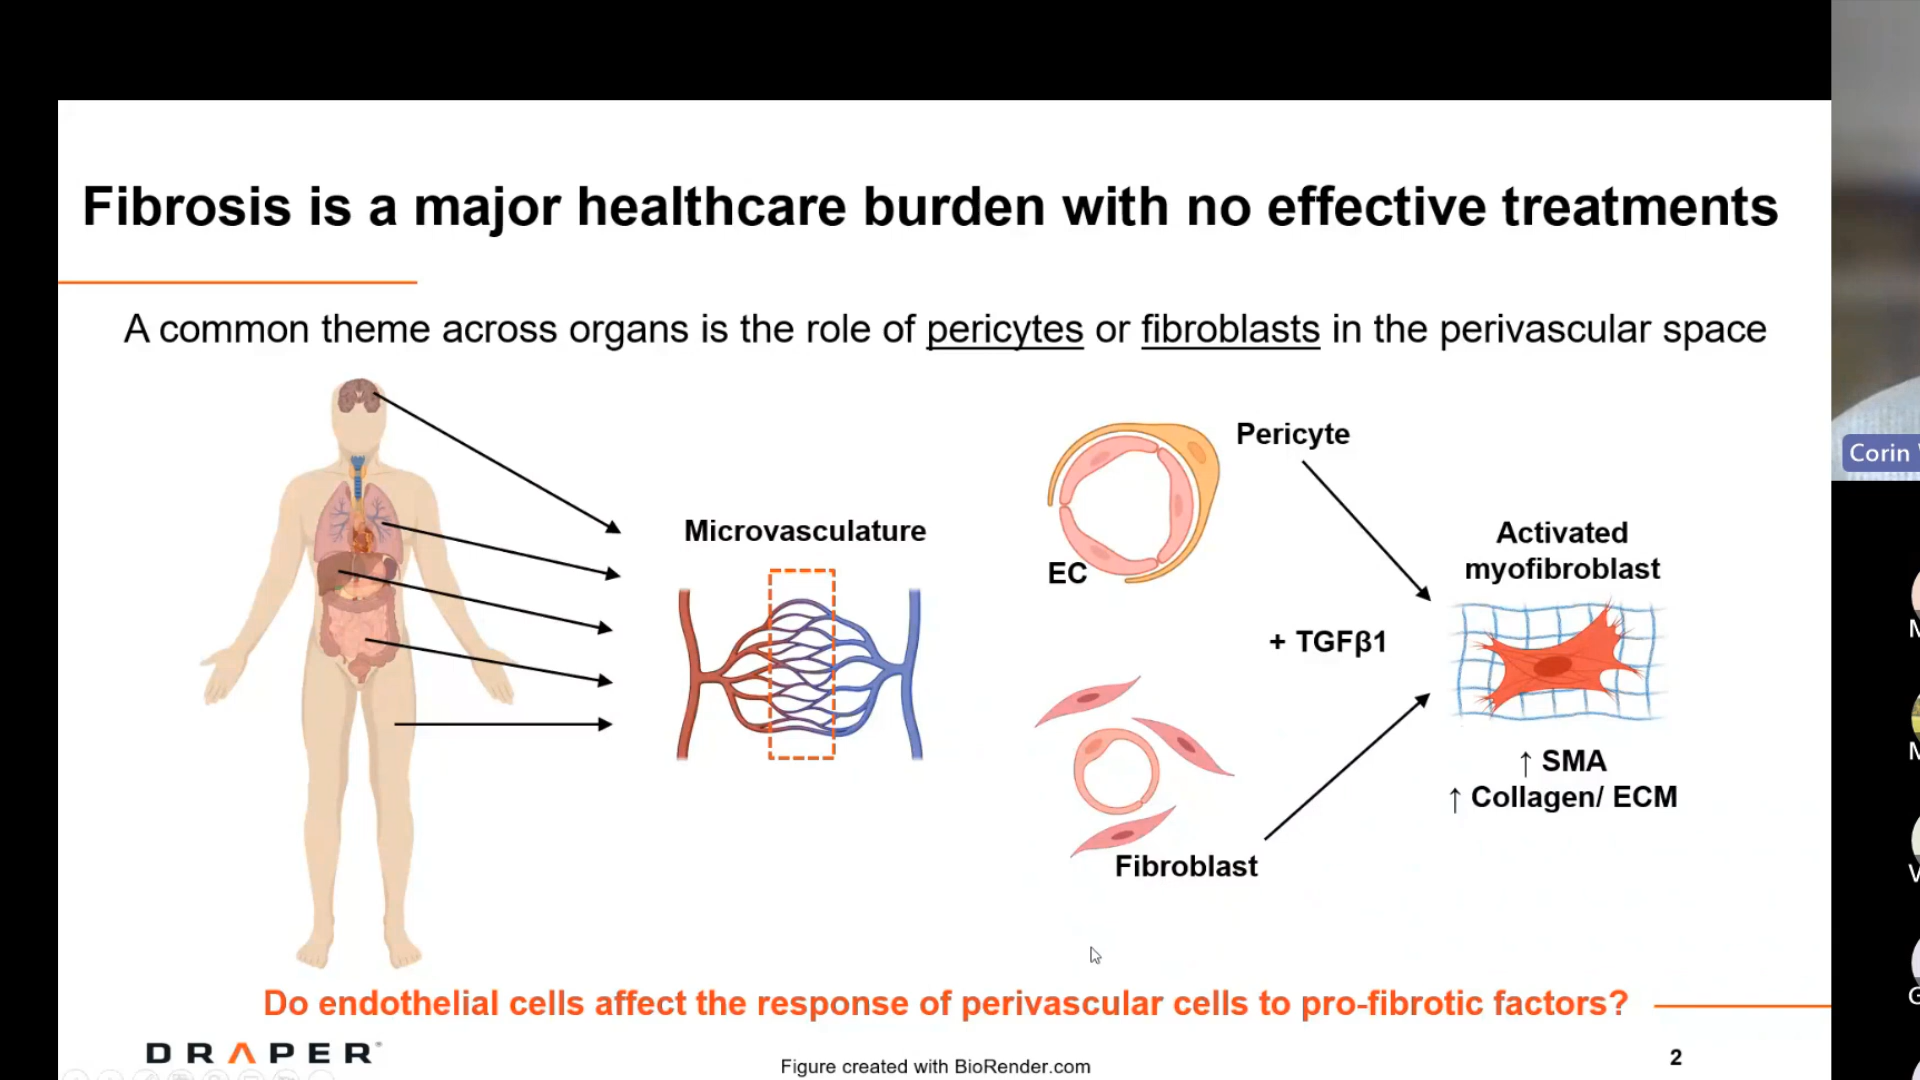 Fibrosis is a major healthcare burden with no effective treatments
A common theme across organs is the role of pericytes or fibroblasts in the perivascular space
Microvasculature
Pericyte
EC
+ TGFβ1
Fibroblast
Activated
myofibroblast
↑ SMA
↑ Collagen/ ECM
Do endothelial cells affect the response of perivascular cells to pro-fibrotic factors?
DRAPER
Figure created with BioRender.com
2
Corin